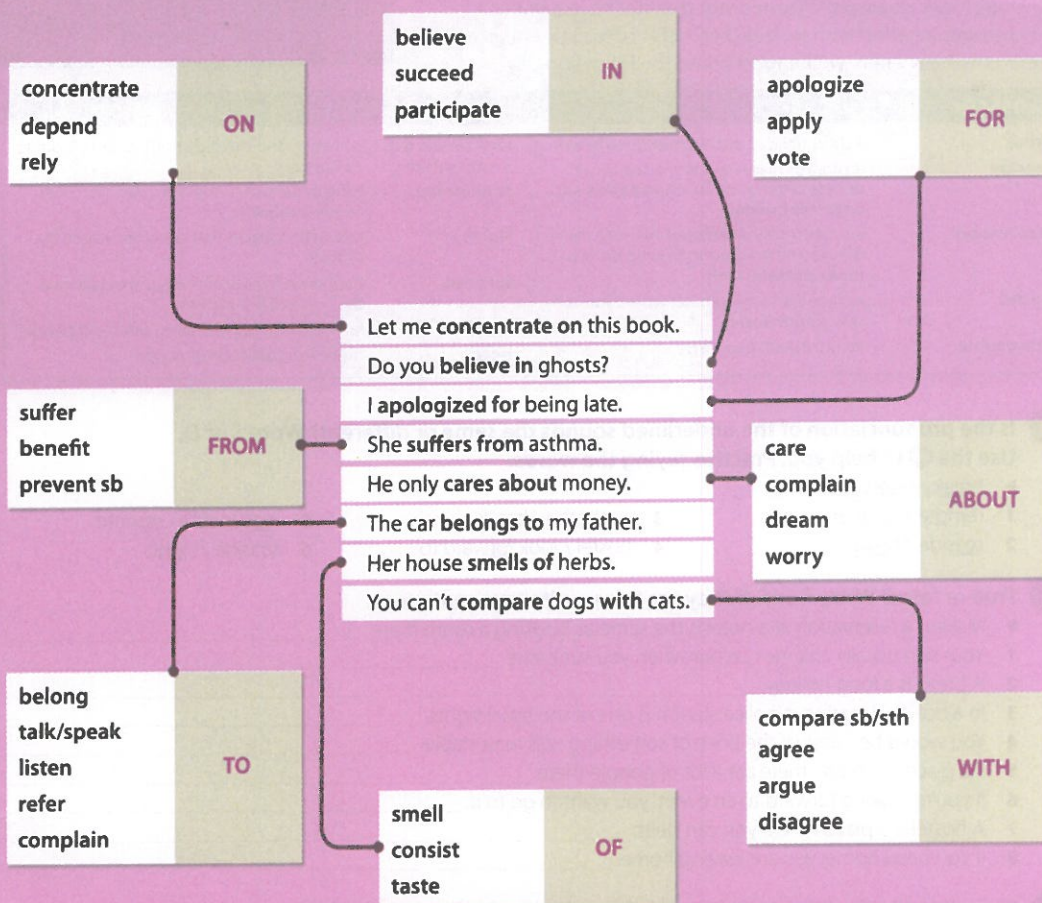 believe
succeed
participate
IN
concentrate
depend
rely
ON
apologize
apply
vote
FOR
Let me concentrate on this book.
Do you believe in ghosts?
I apologized for being late.
She suffers from asthma.
He only cares about money.
The car belongs to my father.
Her house smells of herbs.
You can't compare dogs with cats.
suffer
benefit
prevent sb
FROM
care
complain
dream
worry
ABOUT
belong
talk/speak
listen
refer
complain
TO
smell
consist
taste
OF
compare sb/sth
agree
argue
disagree
WITH